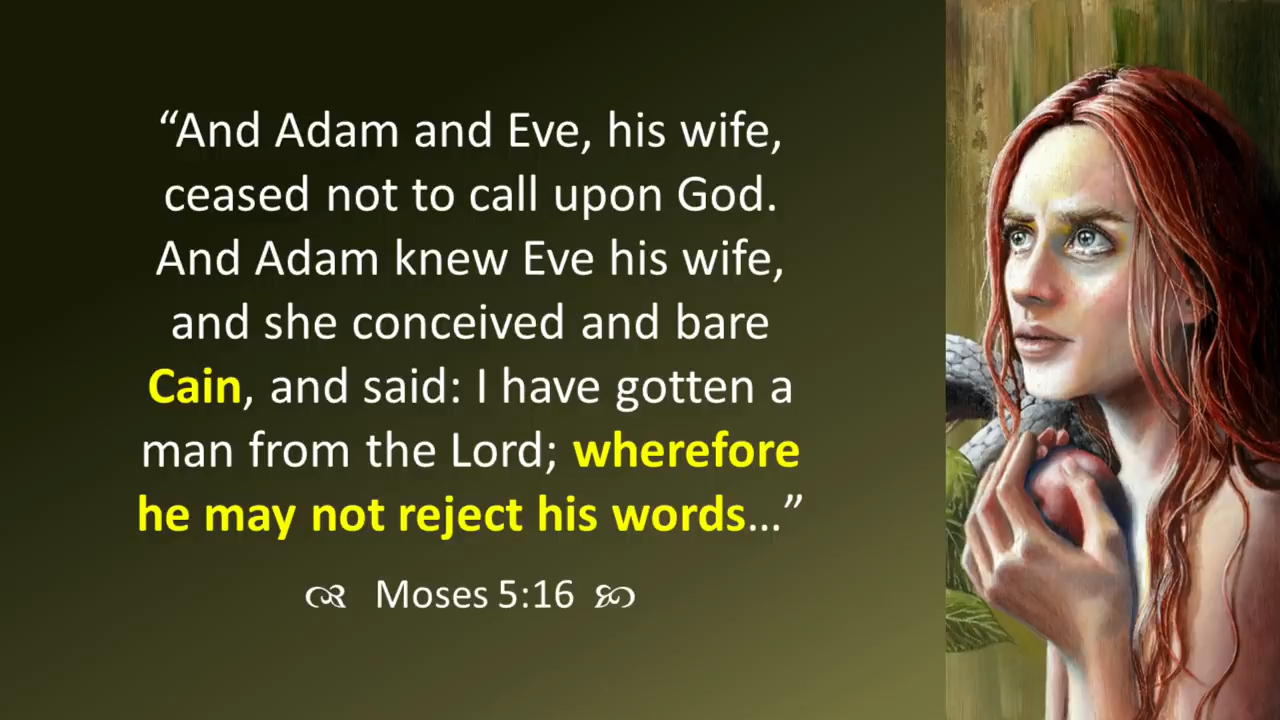 “And Adam and Eve, his wife,
ceased not to call upon God.
And Adam knew Eve his wife,
and she conceived and bare
Cain, and said: I have gotten a
man from the Lord; wherefore
he may not reject his words…”
Moses 5:16